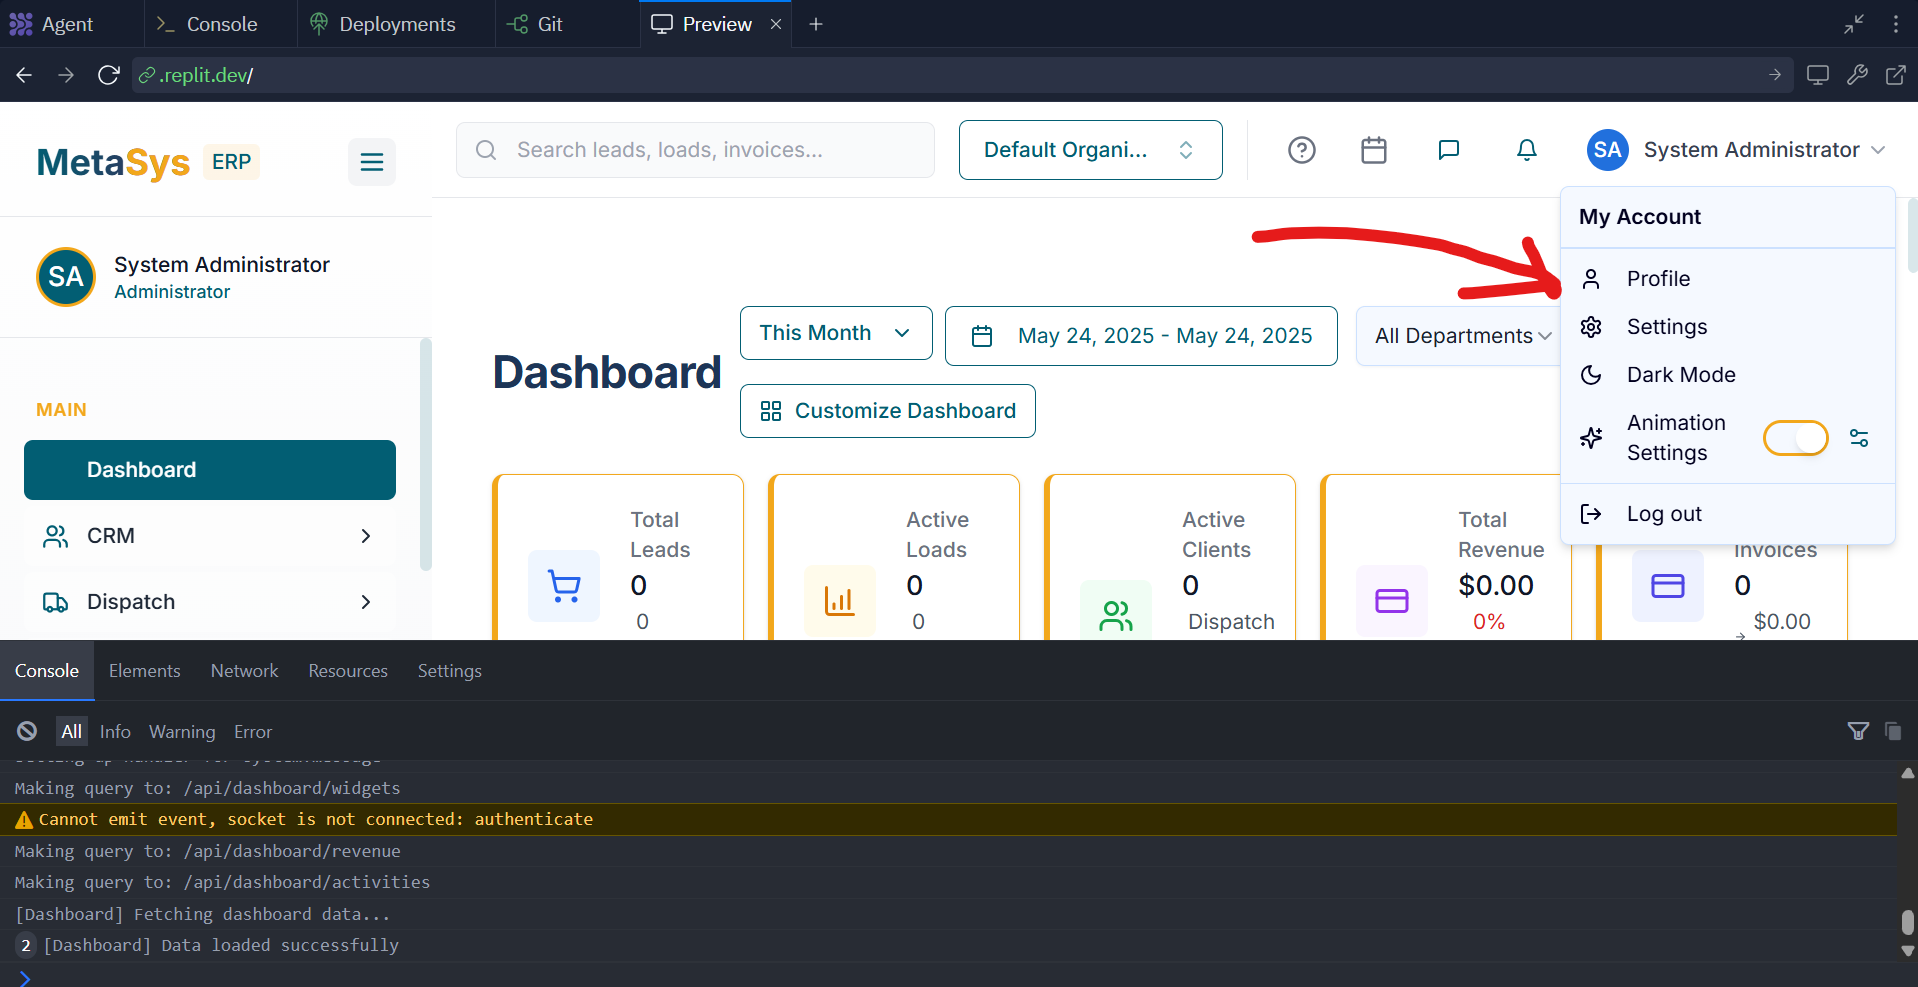 Agent
Console
Deployments
Git
Preview
.replit.dev/
MetaSys ERP
Search leads, loads, invoices...
Default Organi...
SA System Administrator
My Account
Profile
Settings
Dark Mode
Animation
Settings
Log out
SA
System Administrator
Administrator
MAIN
Dashboard
CRM
Dispatch
Dashboard
This Month
May 24, 2025 - May 24, 2025
All Departments
Customize Dashboard
Total
Leads
0
0
Active
Loads
0
0
Active
Clients
0
Dispatch
Total
Revenue
$0.00
0%
Invoices
0
$0.00
Console
Elements
Network
Resources
Settings
All
Info
Warning
Error
Making query to: /api/dashboard/widgets
Cannot emit event, socket is not connected: authenticate
Making query to: /api/dashboard/revenue
Making query to: /api/dashboard/activities
[Dashboard] Fetching dashboard data...
2 [Dashboard] Data loaded successfully